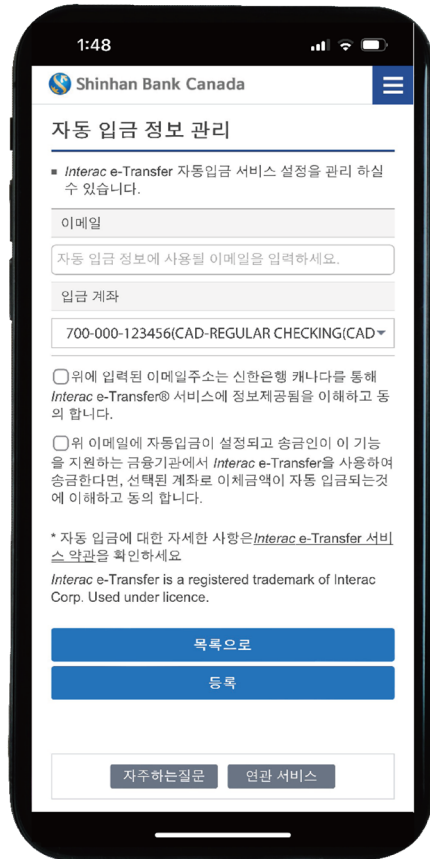 1:48
Shinhan Bank Canada
자동 입금 정보 관리
▪ Interac e-Transfer 자동입금 서비스 설정을 관리 하실
수 있습니다.
이메일
자동 입금 정보에 사용될 이메일을 입력하세요.
입금 계좌
700-000-123456(CAD-REGULAR CHECKING(CAD
위에 입력된 이메일주소는 신한은행 캐나다를 통해
Interac e-Transfer® 서비스에 정보제공됨을 이해하고 동
의 합니다.
위 이메일에 자동입금이 설정되고 송금인이 이 기능
을 지원하는 금융기관에서 Interac e-Transfer을 사용하여
송금한다면, 선택된 계좌로 이체금액이 자동 입금되는것
에 이해하고 동의 합니다.
* 자동 입금에 대한 자세한 사항은Interac e-Transfer 서비
스 약관을 확인하세요
Interac e-Transfer is a registered trademark of Interac
Corp. Used under licence.
목록으로
등록
자주하는질문 연관 서비스